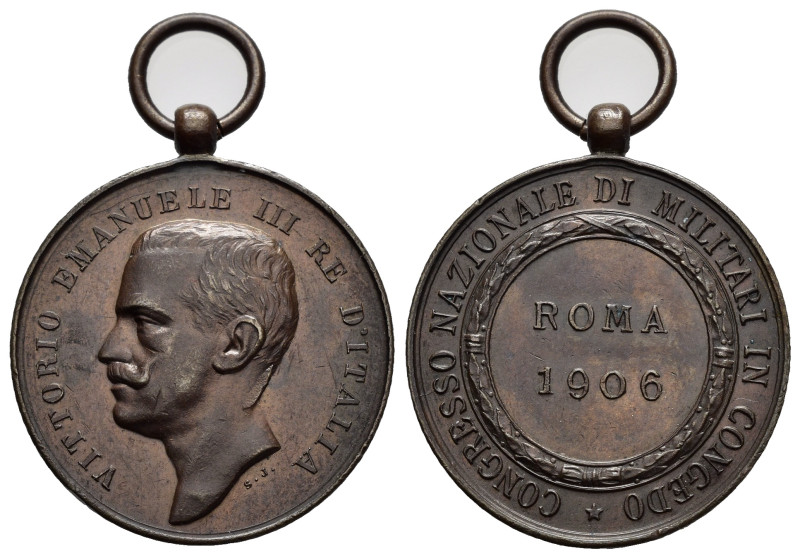 VITTORIO EMANUELE III RE D'ITALIA
S. J.
CONGRESSO NAZIONALE DI MILITARI IN CONGEDO
ROMA
1906